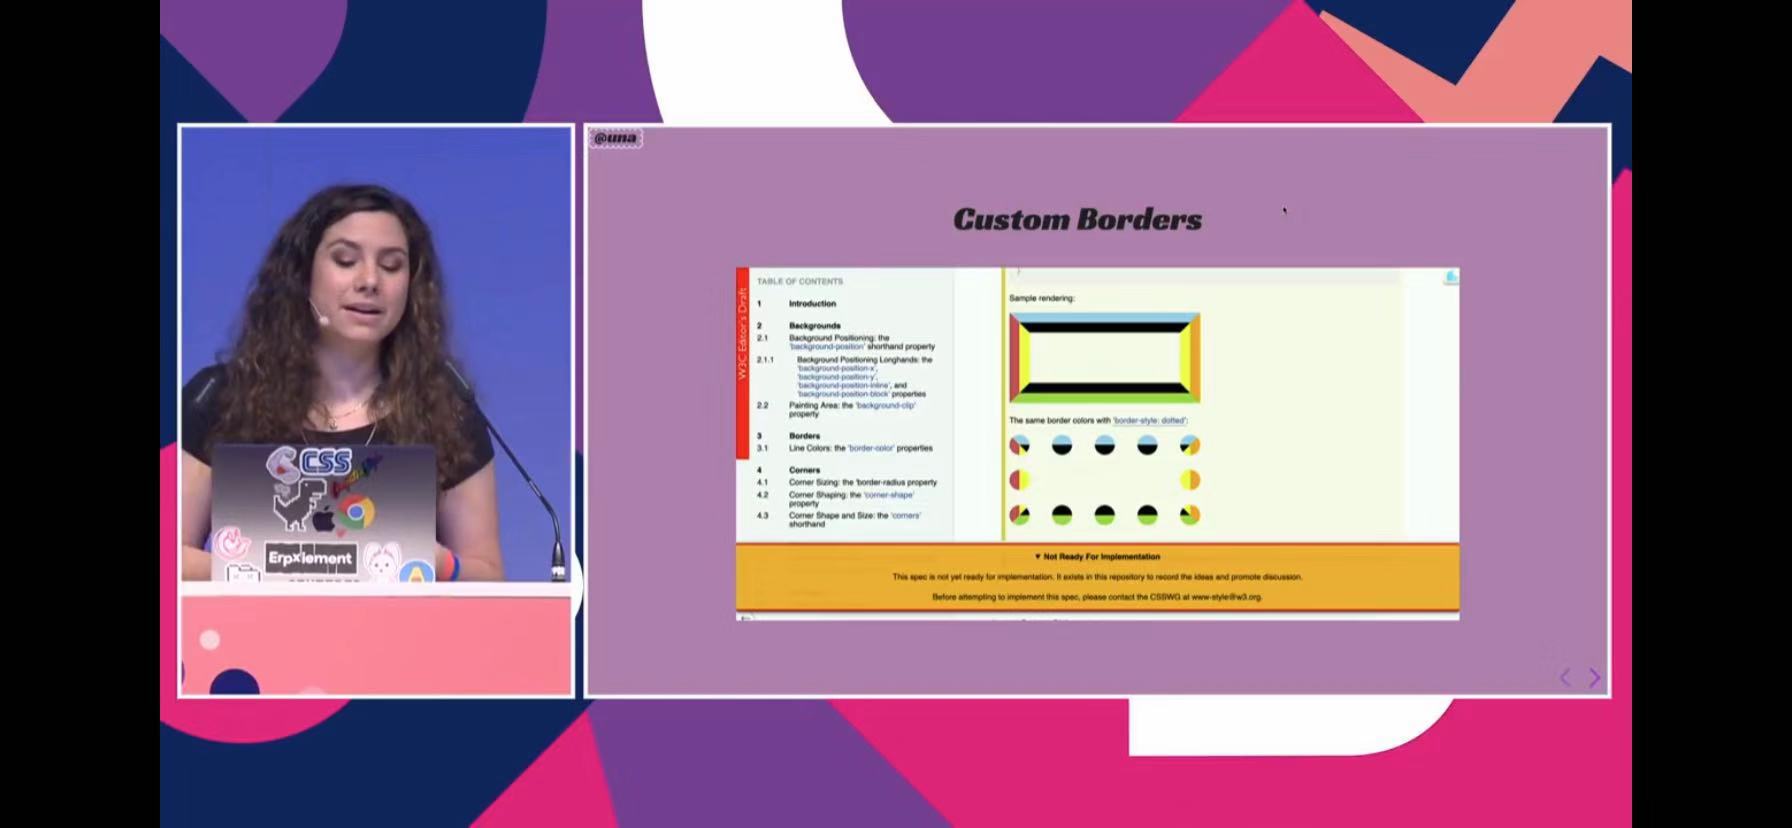 @una
Custom Borders
W3C Editor's Draft
TABLE OF CONTENTS
1 Introduction
2 Backgrounds
2.1 Background Positioning: the
'background-position' shorthand property
2.1.1 Background Positioning Longhands: the
'background-position-x',
'background-position-y',
'background-position-inline', and
'background-position-block' properties
2.2 Painting Area: the 'background-clip'
property
3 Borders
3.1 Line Colors: the 'border-color' properties
4 Corners
4.1 Corner Sizing: the 'border-radius property
4.2 Corner Shaping: the 'corner-shape'
property
4.3 Corner Shape and Size: the 'corners'
shorthand
Sample rendering:
The same border colors with 'border-style: dotted':
▼ Not Ready For Implementation
This spec is not yet ready for implementation. It exists in this repository to record the ideas and promote discussion.
Before attempting to implement this spec, please contact the CSSWG at www-style@w3.org.
CSS